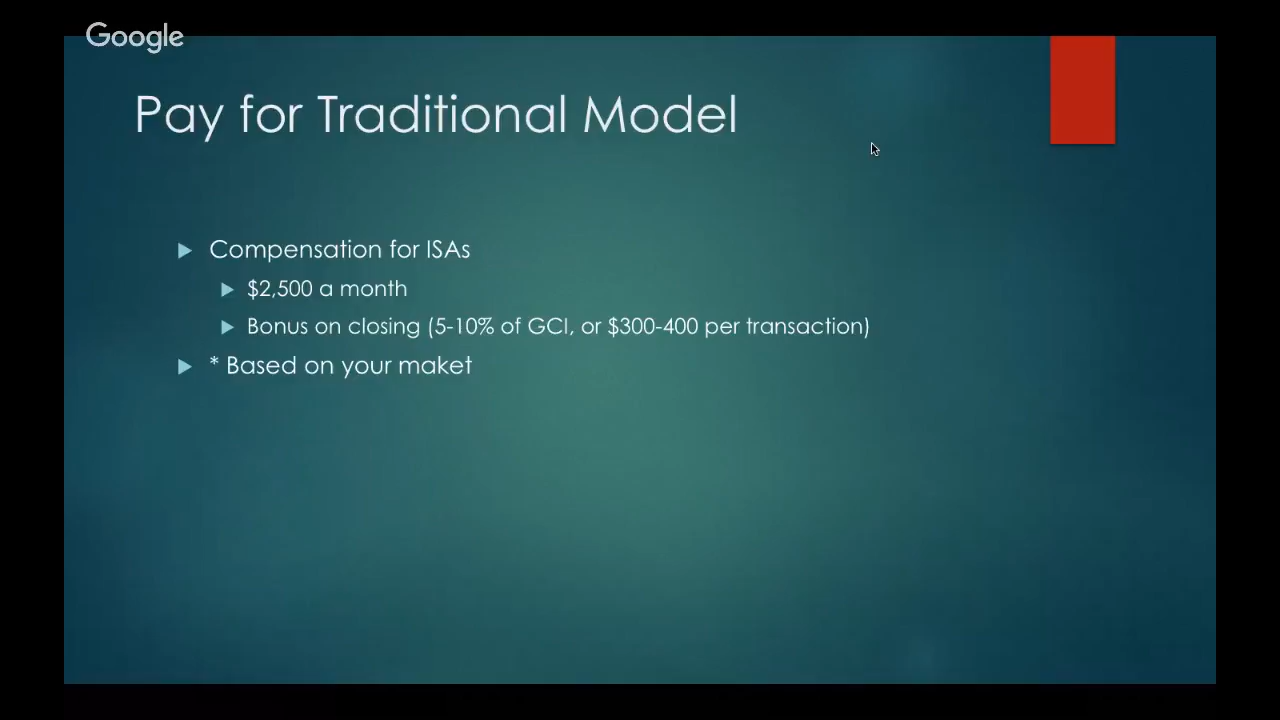 Google
Pay for Traditional Model
Compensation for ISAs
$2,500 a month
Bonus on closing (5-10% of GCI, or $300-400 per transaction)
* Based on your maket